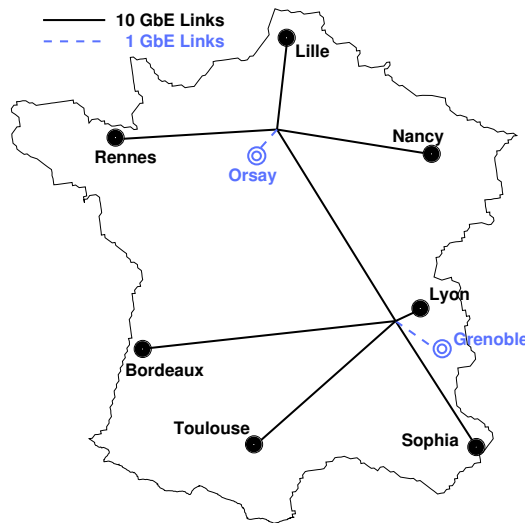 10 GbE Links
1 GbE Links
Lille
Rennes
Nancy
Orsay
Lyon
Grenoble
Bordeaux
Toulouse
Sophia